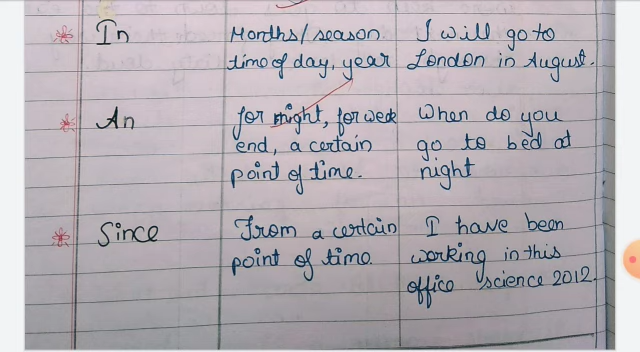 In
Months/season
time of day, year
I will go to
London in August.
An
for night, for week
end, a certain
point of time.
When do you
go to bed at
night
Since
From a certain
point of time
I have been
working in this
office science 2012.